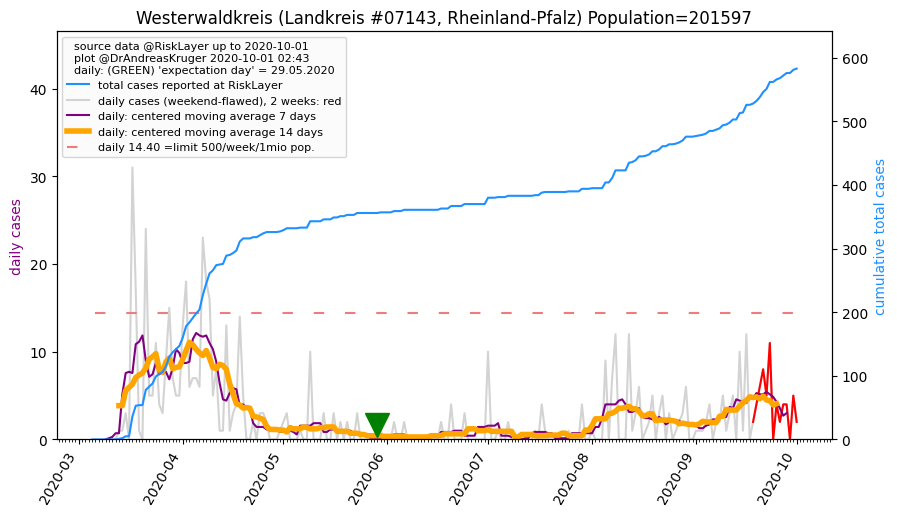 Westerwaldkreis (Landkreis #07143, Rheinland-Pfalz) Population=201597
source data @RiskLayer up to 2020-10-01
plot @DrAndreasKruger 2020-10-01 02:43
daily: (GREEN) 'expectation day' = 29.05.2020
total cases reported at RiskLayer
daily cases (weekend-flawed), 2 weeks: red
daily: centered moving average 7 days
daily: centered moving average 14 days
daily 14.40 =limit 500/week/1mio pop.
daily cases
40
30
20
10
0
cumulative total cases
600
500
400
300
200
100
0
2020-03
2020-04
2020-05
2020-06
2020-07
2020-08
2020-09
2020-10